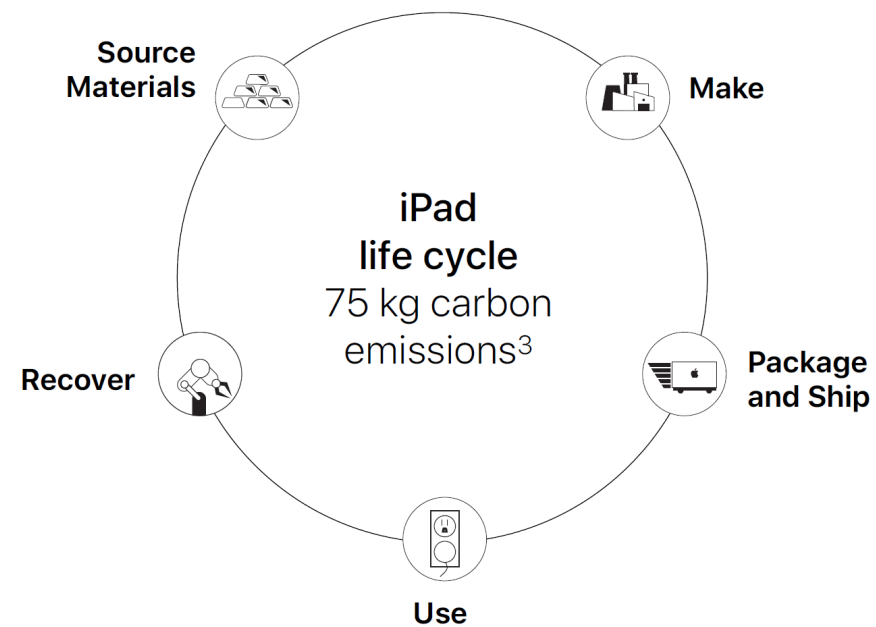 Source
Materials
Make
iPad
life cycle
75 kg carbon
emissions³
Recover
Package
and Ship
Use